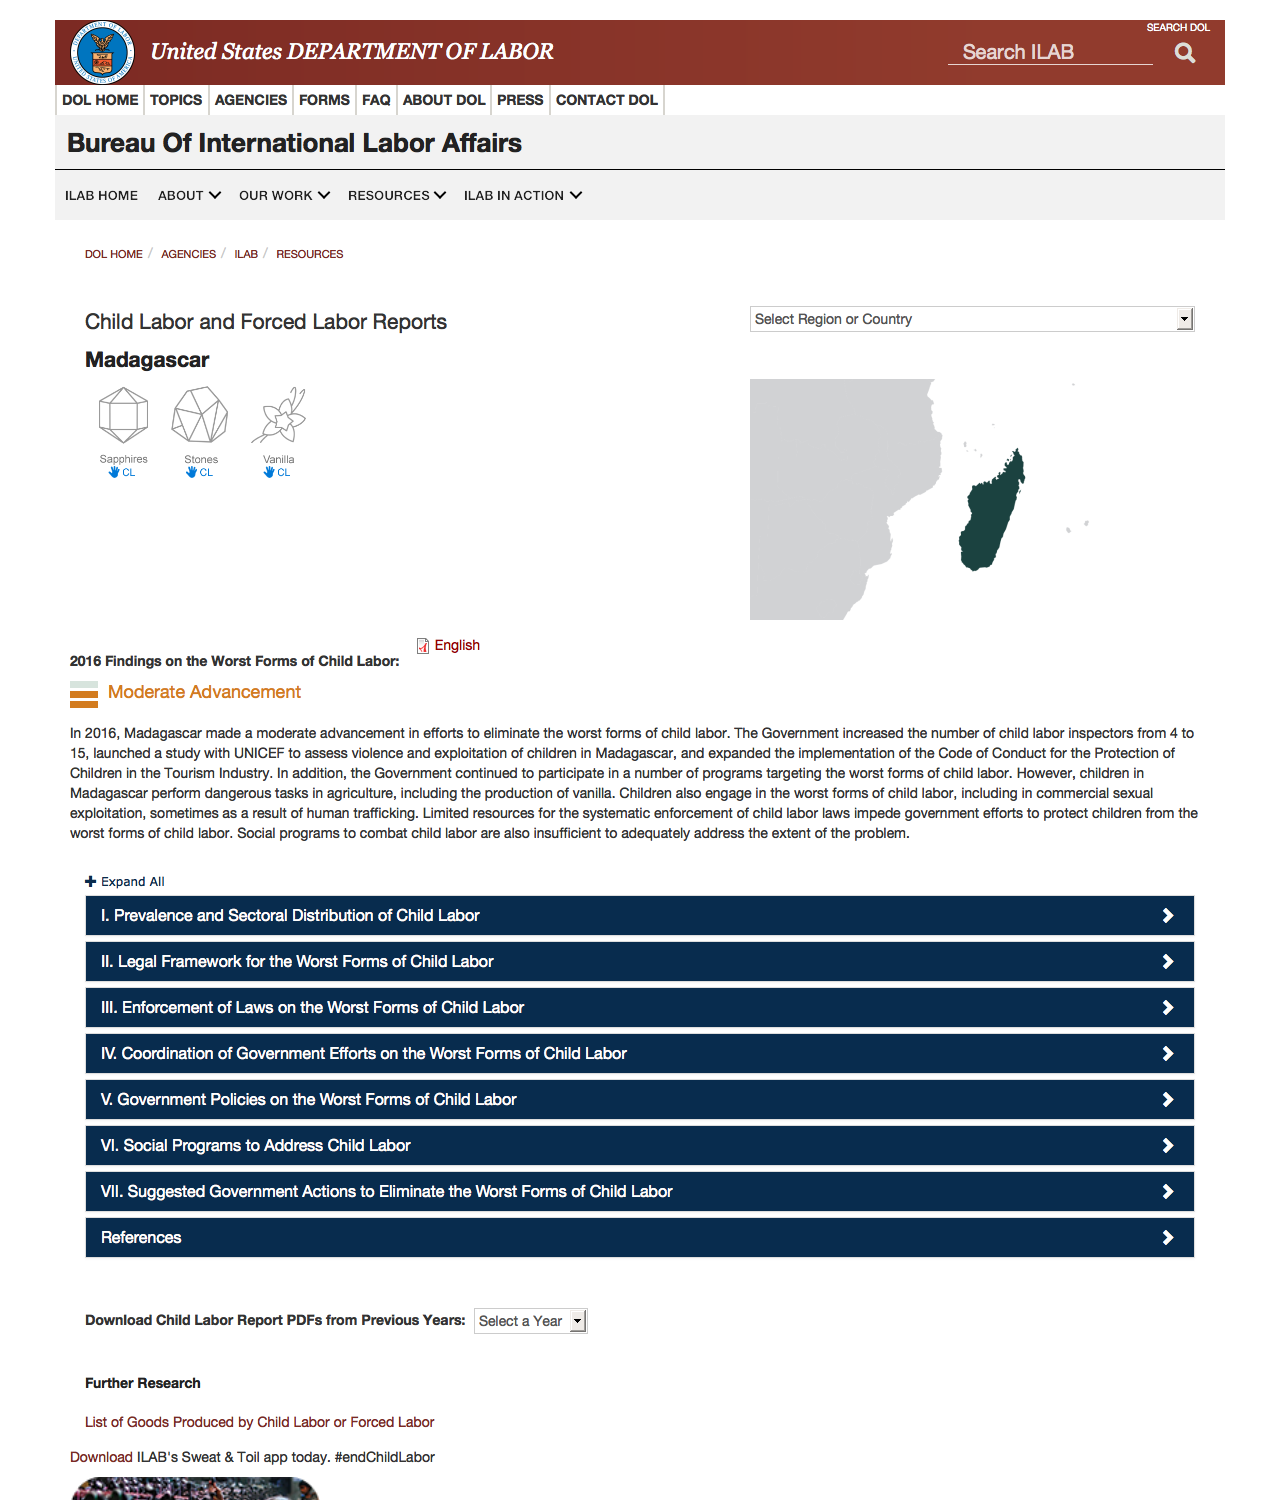 SEARCH DOL
United States DEPARTMENT OF LABOR
Search ILAB
DOL HOME TOPICS AGENCIES FORMS FAQ ABOUT DOL PRESS CONTACT DOL
Bureau Of International Labor Affairs
ILAB HOME ABOUT OUR WORK RESOURCES ILAB IN ACTION
DOL HOME / AGENCIES / ILAB / RESOURCES
Child Labor and Forced Labor Reports
Select Region or Country
Madagascar
Sapphires Stones Vanilla
CL CL CL
English
2016 Findings on the Worst Forms of Child Labor:
Moderate Advancement
In 2016, Madagascar made a moderate advancement in efforts to eliminate the worst forms of child labor. The Government increased the number of child labor inspectors from 4 to
15, launched a study with UNICEF to assess violence and exploitation of children in Madagascar, and expanded the implementation of the Code of Conduct for the Protection of
Children in the Tourism Industry. In addition, the Government continued to participate in a number of programs targeting the worst forms of child labor. However, children in
Madagascar perform dangerous tasks in agriculture, including the production of vanilla. Children also engage in the worst forms of child labor, including in commercial sexual
exploitation, sometimes as a result of human trafficking. Limited resources for the systematic enforcement of child labor laws impede government efforts to protect children from the
worst forms of child labor. Social programs to combat child labor are also insufficient to adequately address the extent of the problem.
Expand All
I. Prevalence and Sectoral Distribution of Child Labor
II. Legal Framework for the Worst Forms of Child Labor
III. Enforcement of Laws on the Worst Forms of Child Labor
IV. Coordination of Government Efforts on the Worst Forms of Child Labor
V. Government Policies on the Worst Forms of Child Labor
VI. Social Programs to Address Child Labor
VII. Suggested Government Actions to Eliminate the Worst Forms of Child Labor
References
Download Child Labor Report PDFs from Previous Years: Select a Year
Further Research
List of Goods Produced by Child Labor or Forced Labor
Download ILAB's Sweat & Toil app today. #endChildLabor